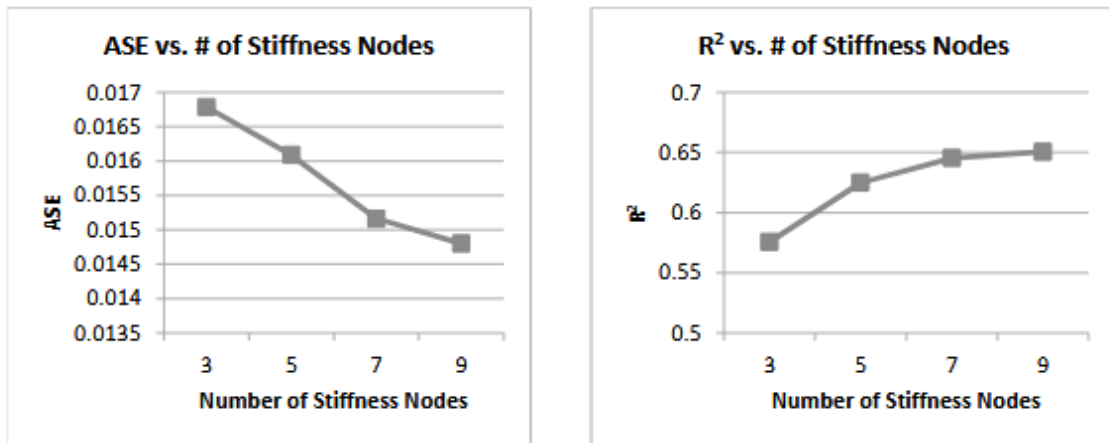 ASE vs. # of Stiffness Nodes
0.017
0.0165
0.016
0.0155
0.015
0.0145
0.014
0.0135
ASE
3 5 7 9
Number of Stiffness Nodes
R² vs. # of Stiffness Nodes
0.7
0.65
0.6
0.55
0.5
R²
3 5 7 9
Number of Stiffness Nodes